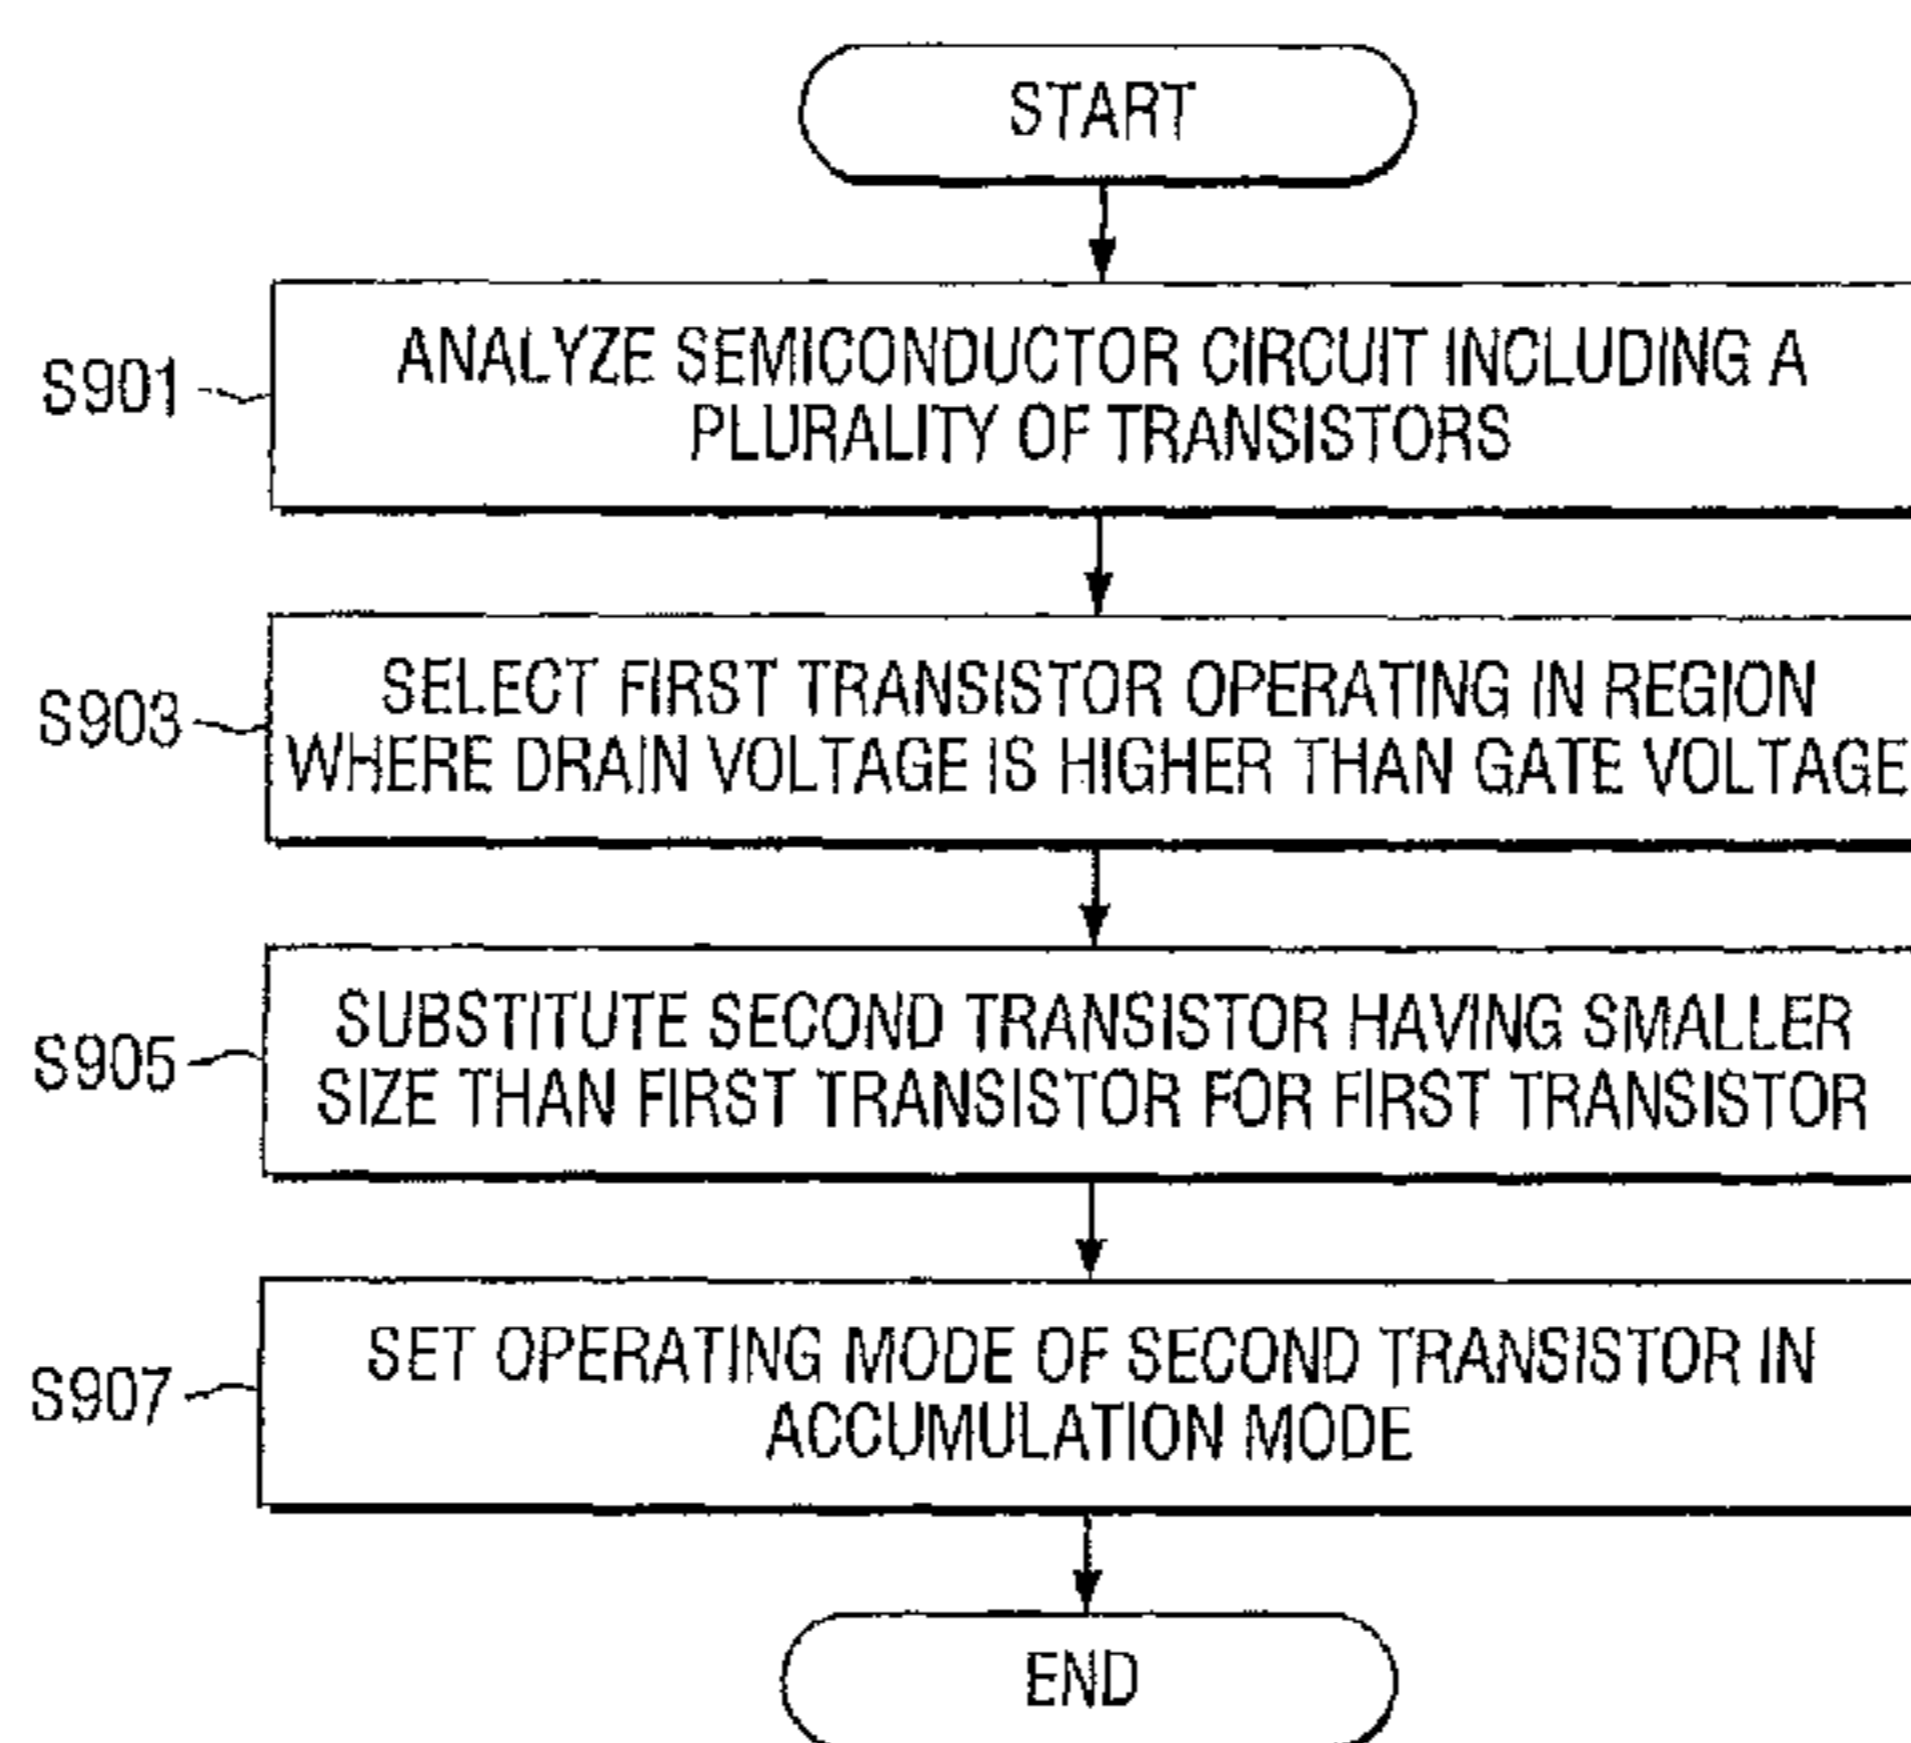 START
S901
ANALYZE SEMICONDUCTOR CIRCUIT INCLUDING A
PLURALITY OF TRANSISTORS
S903
SELECT FIRST TRANSISTOR OPERATING IN REGION
WHERE DRAIN VOLTAGE IS HIGHER THAN GATE VOLTAGE
S905
SUBSTITUTE SECOND TRANSISTOR HAVING SMALLER
SIZE THAN FIRST TRANSISTOR FOR FIRST TRANSISTOR
S907
SET OPERATING MODE OF SECOND TRANSISTOR IN
ACCUMULATION MODE
END